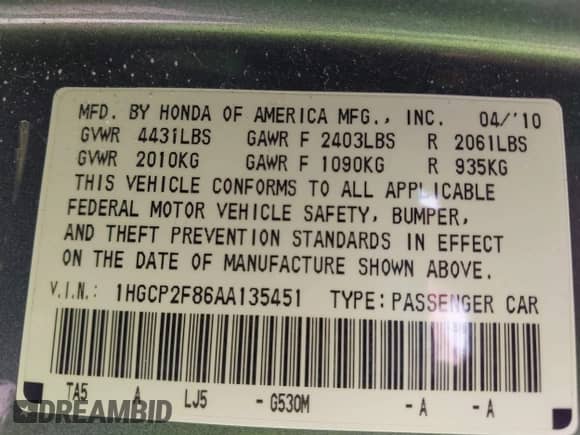 MFD. BY HONDA OF AMERICA MFG., INC. 04/'10
GVWR 4431LBS GAWR F 2403LBS R 2061LBS
GVWR 2010KG GAWR F 1090KG R 935KG
THIS VEHICLE CONFORMS TO ALL APPLICABLE
FEDERAL MOTOR VEHICLE SAFETY, BUMPER,
AND THEFT PREVENTION STANDARDS IN EFFECT
ON THE DATE OF MANUFACTURE SHOWN ABOVE.
V.I.N.: 1HGCP2F86AA135451 TYPE:PASSENGER CAR
TA5 A LJ5 - G530M - A - A
DREAMBID